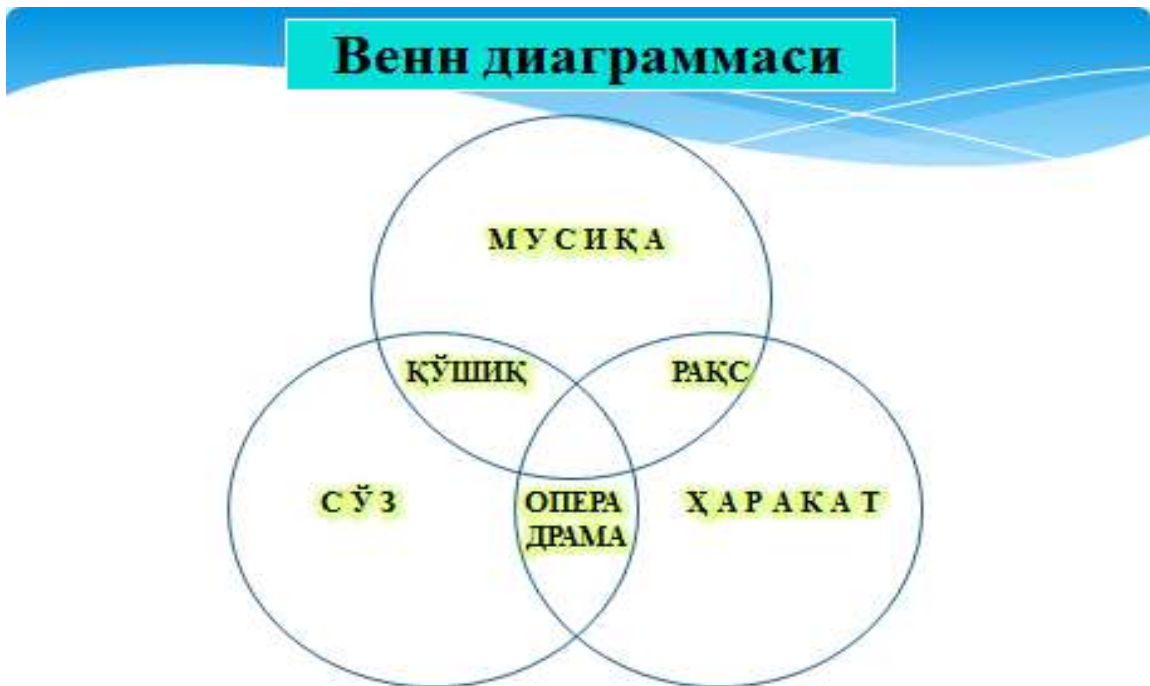 Венн диаграммаси
М У С И Қ А
ҚЎШИҚ
РАҚС
С Ў З
ОПЕРА
ДРАМА
Ҳ А Р А К А Т